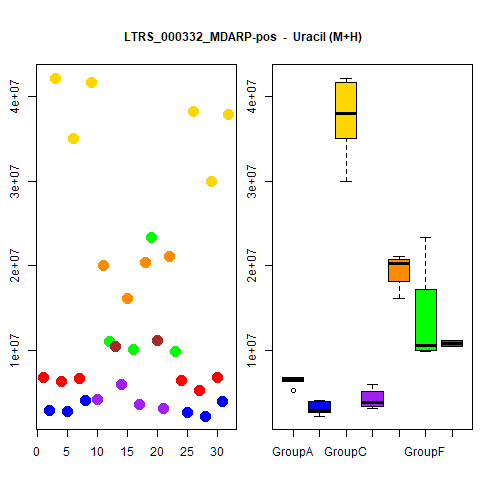 LTRS_000332_MDARP-pos - Uracil (M+H)
4e+07
3e+07
2e+07
1e+07
0 5 10 15 20 25 30
4e+07
3e+07
2e+07
1e+07
GroupA GroupC GroupF